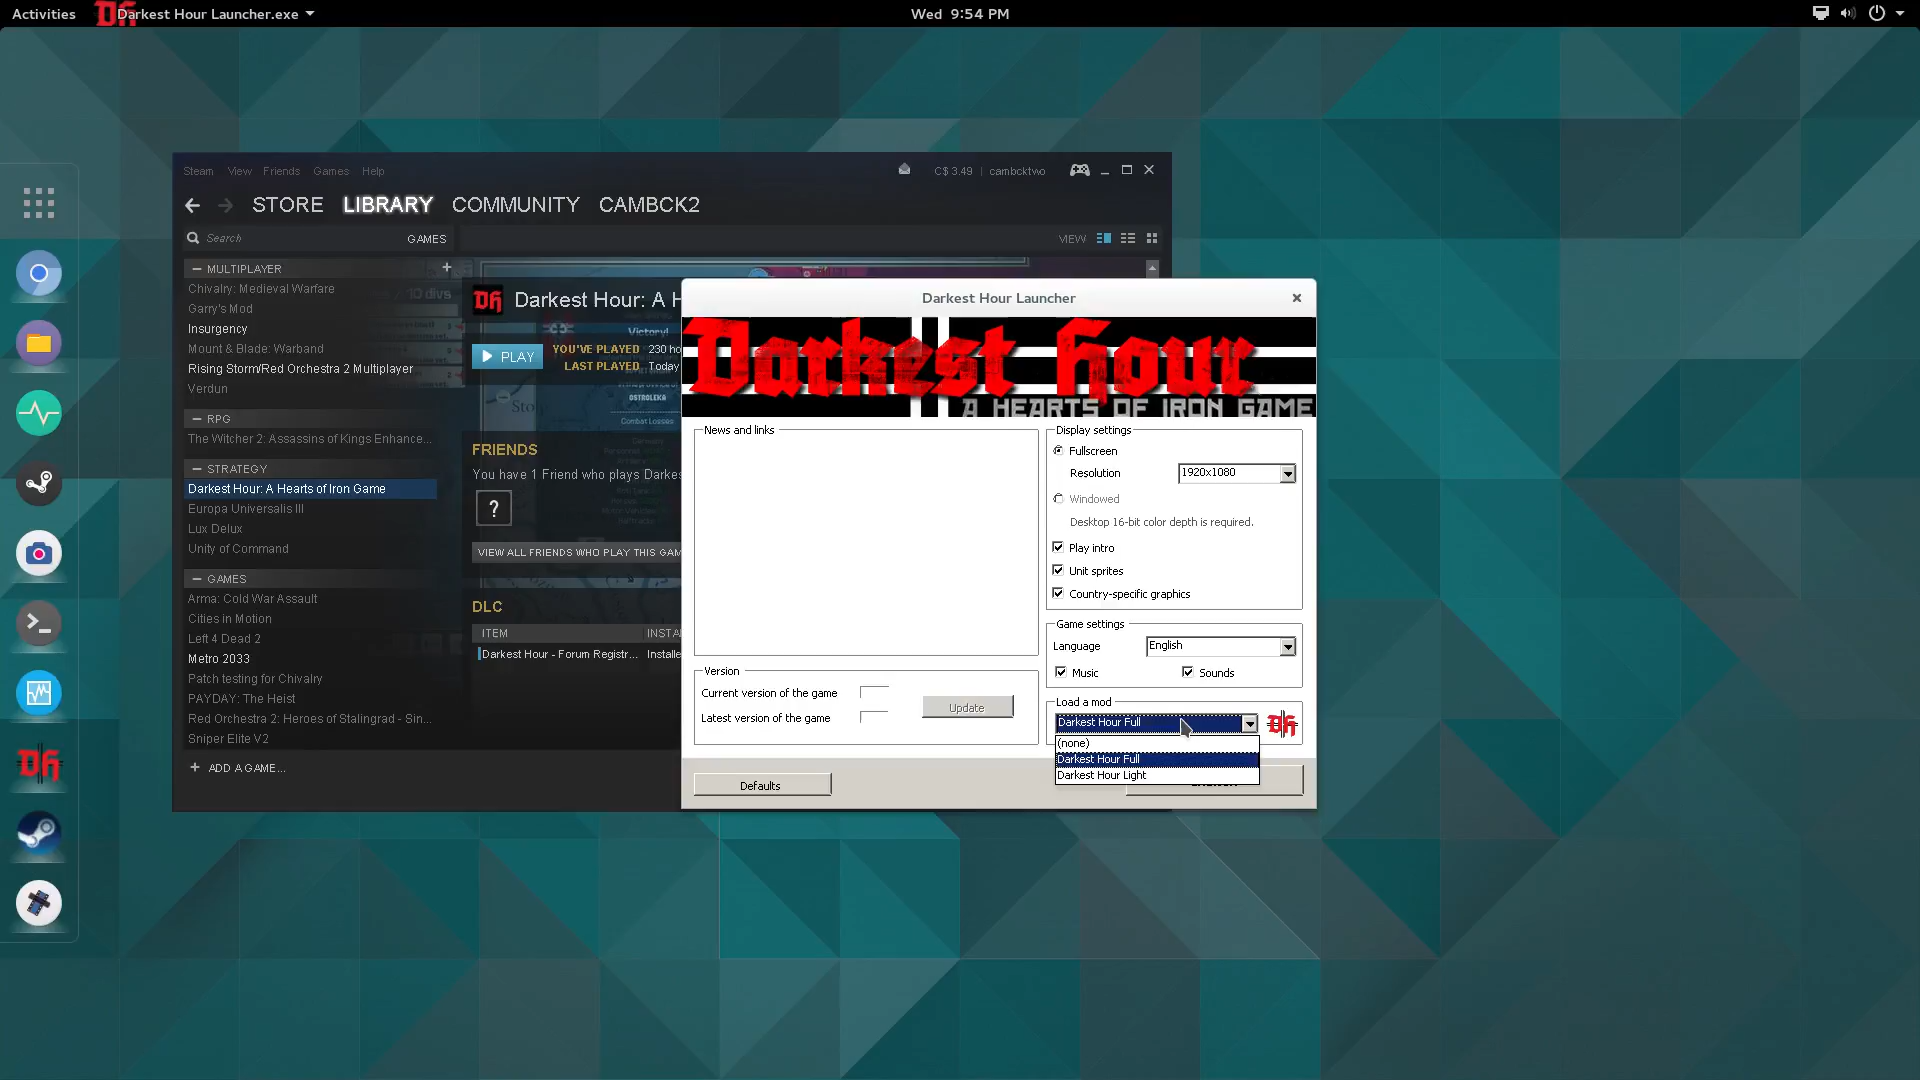 Activities
Darkest Hour Launcher.exe
Wed 9:54 PM
Steam View Friends Games Help
C$ 3.49 | cambcktwo
STORE LIBRARY COMMUNITY CAMBCK2
Search
GAMES
VIEW
— MULTIPLAYER +
Chivalry: Medieval Warfare
Garry's Mod
Insurgency
Mount & Blade: Warband
Rising Storm/Red Orchestra 2 Multiplayer
Verdun
— RPG
The Witcher 2: Assassins of Kings Enhance...
— STRATEGY
Darkest Hour: A Hearts of Iron Game
Europa Universalis III
Lux Delux
Unity of Command
— GAMES
Arma: Cold War Assault
Cities in Motion
Left 4 Dead 2
Metro 2033
Patch testing for Chivalry
PAYDAY: The Heist
Red Orchestra 2: Heroes of Stalingrad - Sin...
Sniper Elite V2
+ ADD A GAME...
Dh
Darkest Hour: A H
Victory!
PLAY
YOU'VE PLAYED 230 ho
LAST PLAYED Today
OSTROLEKA
Combat Losses
FRIENDS
You have 1 Friend who plays Darkes
?
VIEW ALL FRIENDS WHO PLAY THIS GAM
DLC
ITEM INSTA
Darkest Hour - Forum Registr... Installe
Darkest Hour Launcher
Darkest Hour
A HEARTS OF IRON GAME
News and links
Version
Current version of the game
Latest version of the game
Update
Defaults
Display settings
Fullscreen
Resolution 1920x1080
Windowed
Desktop 16-bit color depth is required.
Play intro
Unit sprites
Country-specific graphics
Game settings
Language English
Music Sounds
Load a mod
Darkest Hour Full
Dh
(none)
Darkest Hour Full
Darkest Hour Light
Dh